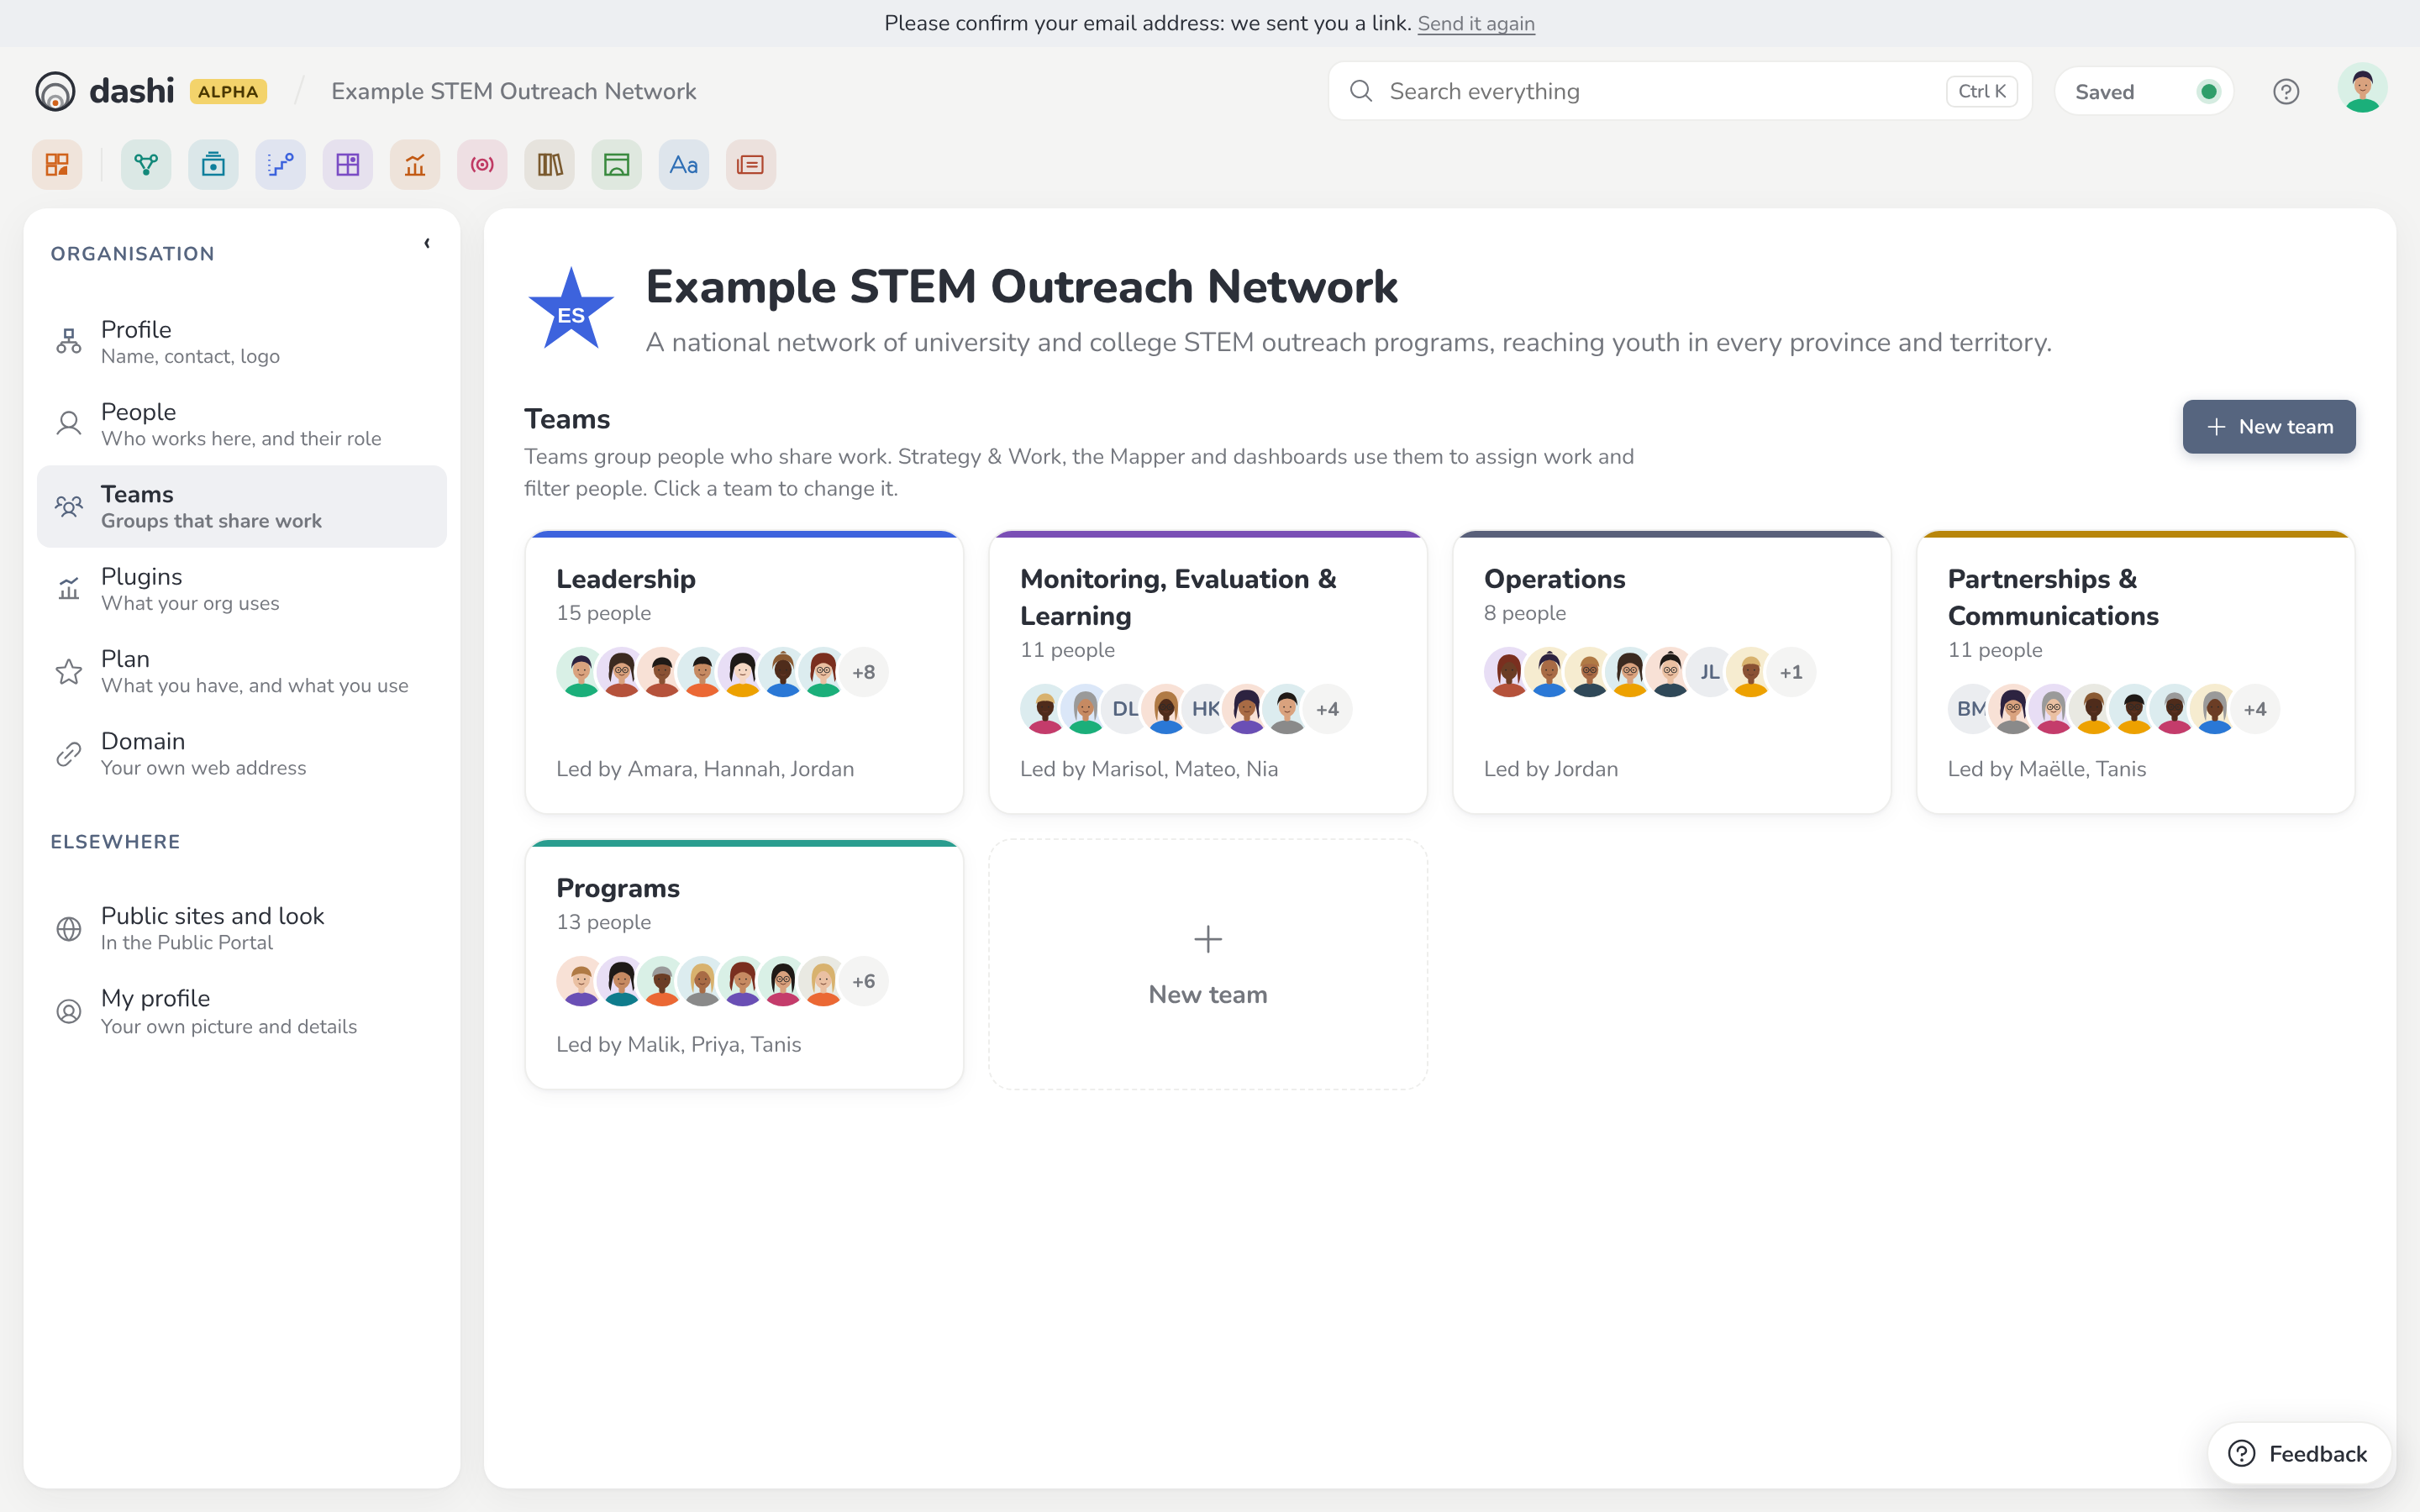 Please confirm your email address: we sent you a link. Send it again
dashi ALPHA / Example STEM Outreach Network
Search everything Ctrl K
Saved
Aa
ORGANISATION
Profile
Name, contact, logo
People
Who works here, and their role
Teams
Groups that share work
Plugins
What your org uses
Plan
What you have, and what you use
Domain
Your own web address
ELSEWHERE
Public sites and look
In the Public Portal
My profile
Your own picture and details
ES
Example STEM Outreach Network
A national network of university and college STEM outreach programs, reaching youth in every province and territory.
Teams
Teams group people who share work. Strategy & Work, the Mapper and dashboards use them to assign work and
filter people. Click a team to change it.
New team
Leadership
15 people
+8
Led by Amara, Hannah, Jordan
Monitoring, Evaluation &
Learning
11 people
DL HK +4
Led by Marisol, Mateo, Nia
Operations
8 people
JL +1
Led by Jordan
Partnerships &
Communications
11 people
BM +4
Led by Maëlle, Tanis
Programs
13 people
+6
Led by Malik, Priya, Tanis
New team
Feedback